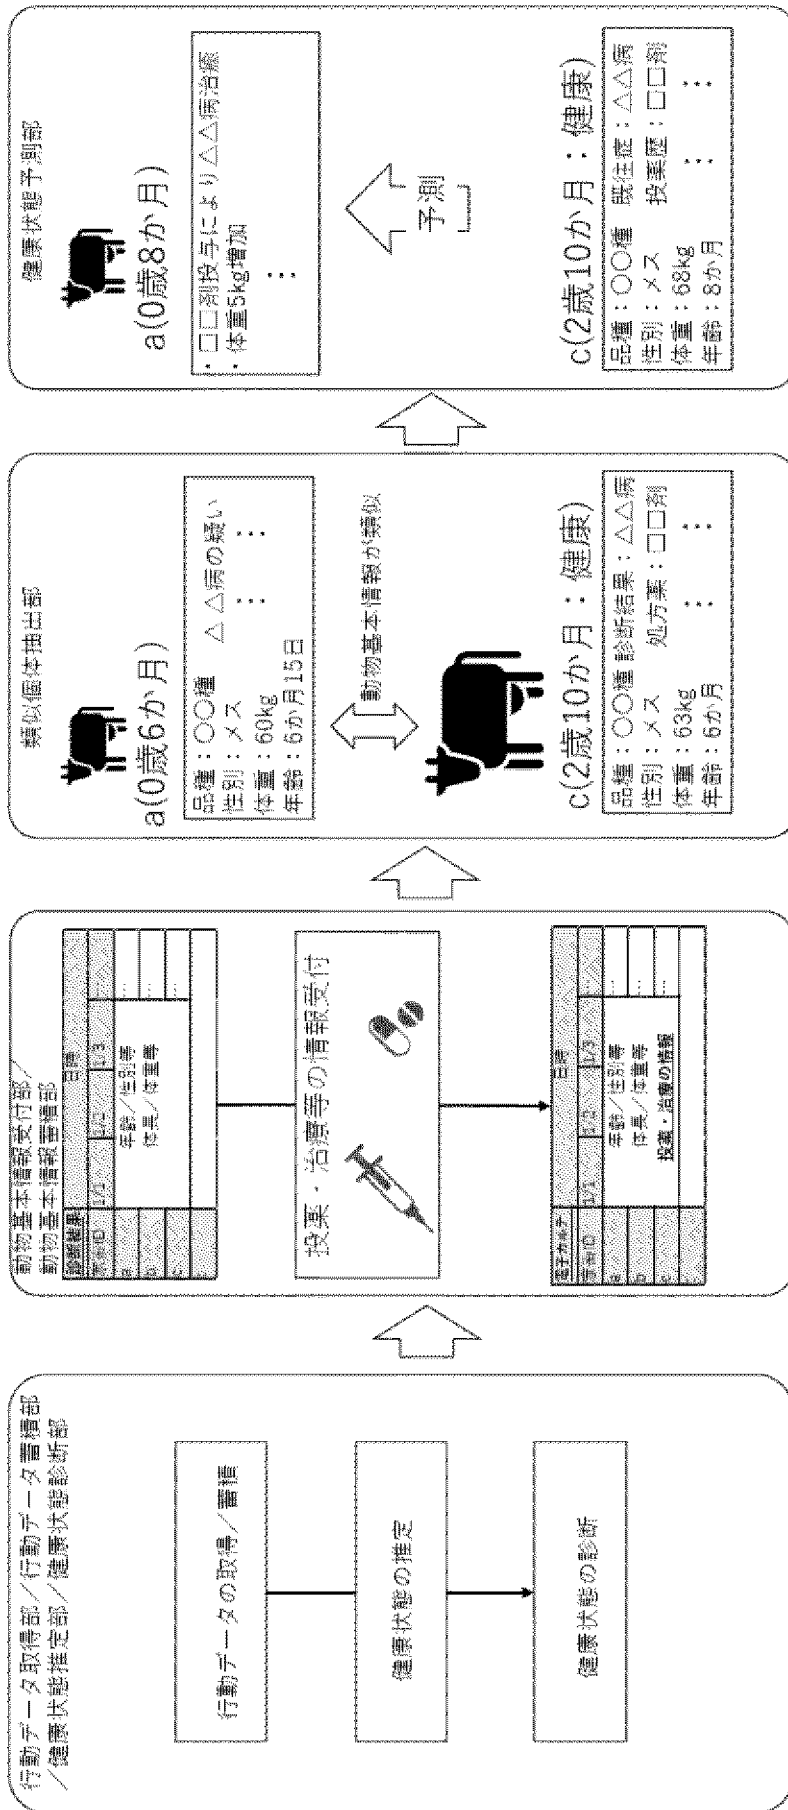 行動データ取得部／行動データ蓄積部
／健康状態推定部／健康状態診断部
行動データの取得／蓄積
健康状態の推定
健康状態の診断
動物基本情報受付部／
動物基本情報蓄積部
診断結果
日時
家畜ID
1/1
1/2
1/3
…
a
年齢／性別等
…
b
体長／体重等
…
c
…
投薬・治療等の情報受付
電子カルテ
日時
家畜ID
1/1
1/2
1/3
…
a
年齢／性別等
…
b
体長／体重等
…
c
投薬・治療の情報
…
類似個体抽出部
a(0歳6か月)
品種：〇〇種　△△病の疑い
性別：メス
体重：60kg
年齢：6か月15日
動物基本情報が類似
c(2歳10か月：健康)
品種：〇〇種 診断結果：△△病
性別：メス　処方薬：□□剤
体重：63kg
年齢：6か月
健康状態予測部
a(0歳8か月)
・□□剤投与により△△病治癒
・体重5kg増加
予測
c(2歳10か月：健康)
品種：〇〇種　既往症：△△病
性別：メス　投薬歴：□□剤
体重：68kg
年齢：8か月